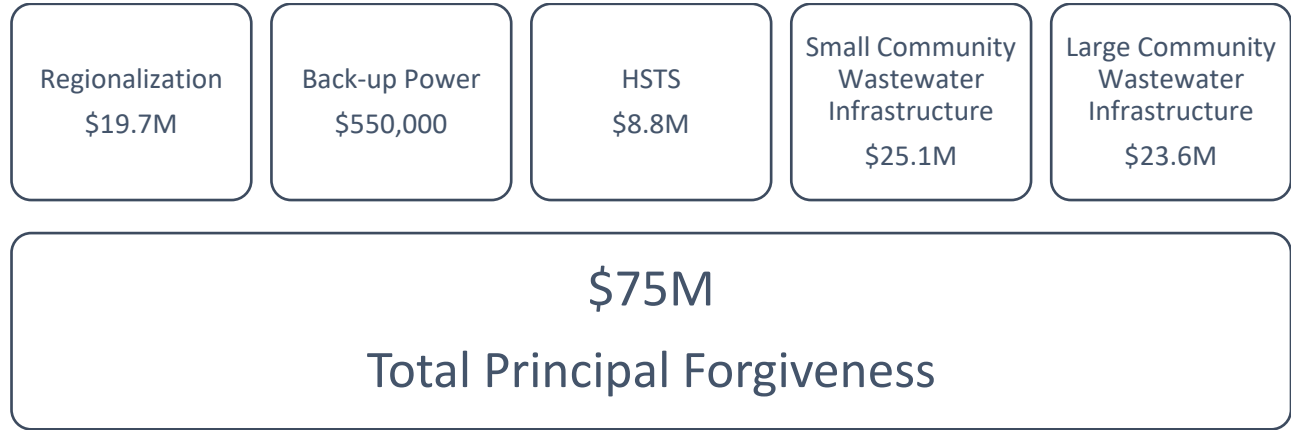 Regionalization
$19.7M
Back-up Power
$550,000
HSTS
$8.8M
Small Community
Wastewater
Infrastructure
$25.1M
Large Community
Wastewater
Infrastructure
$23.6M
$75M
Total Principal Forgiveness